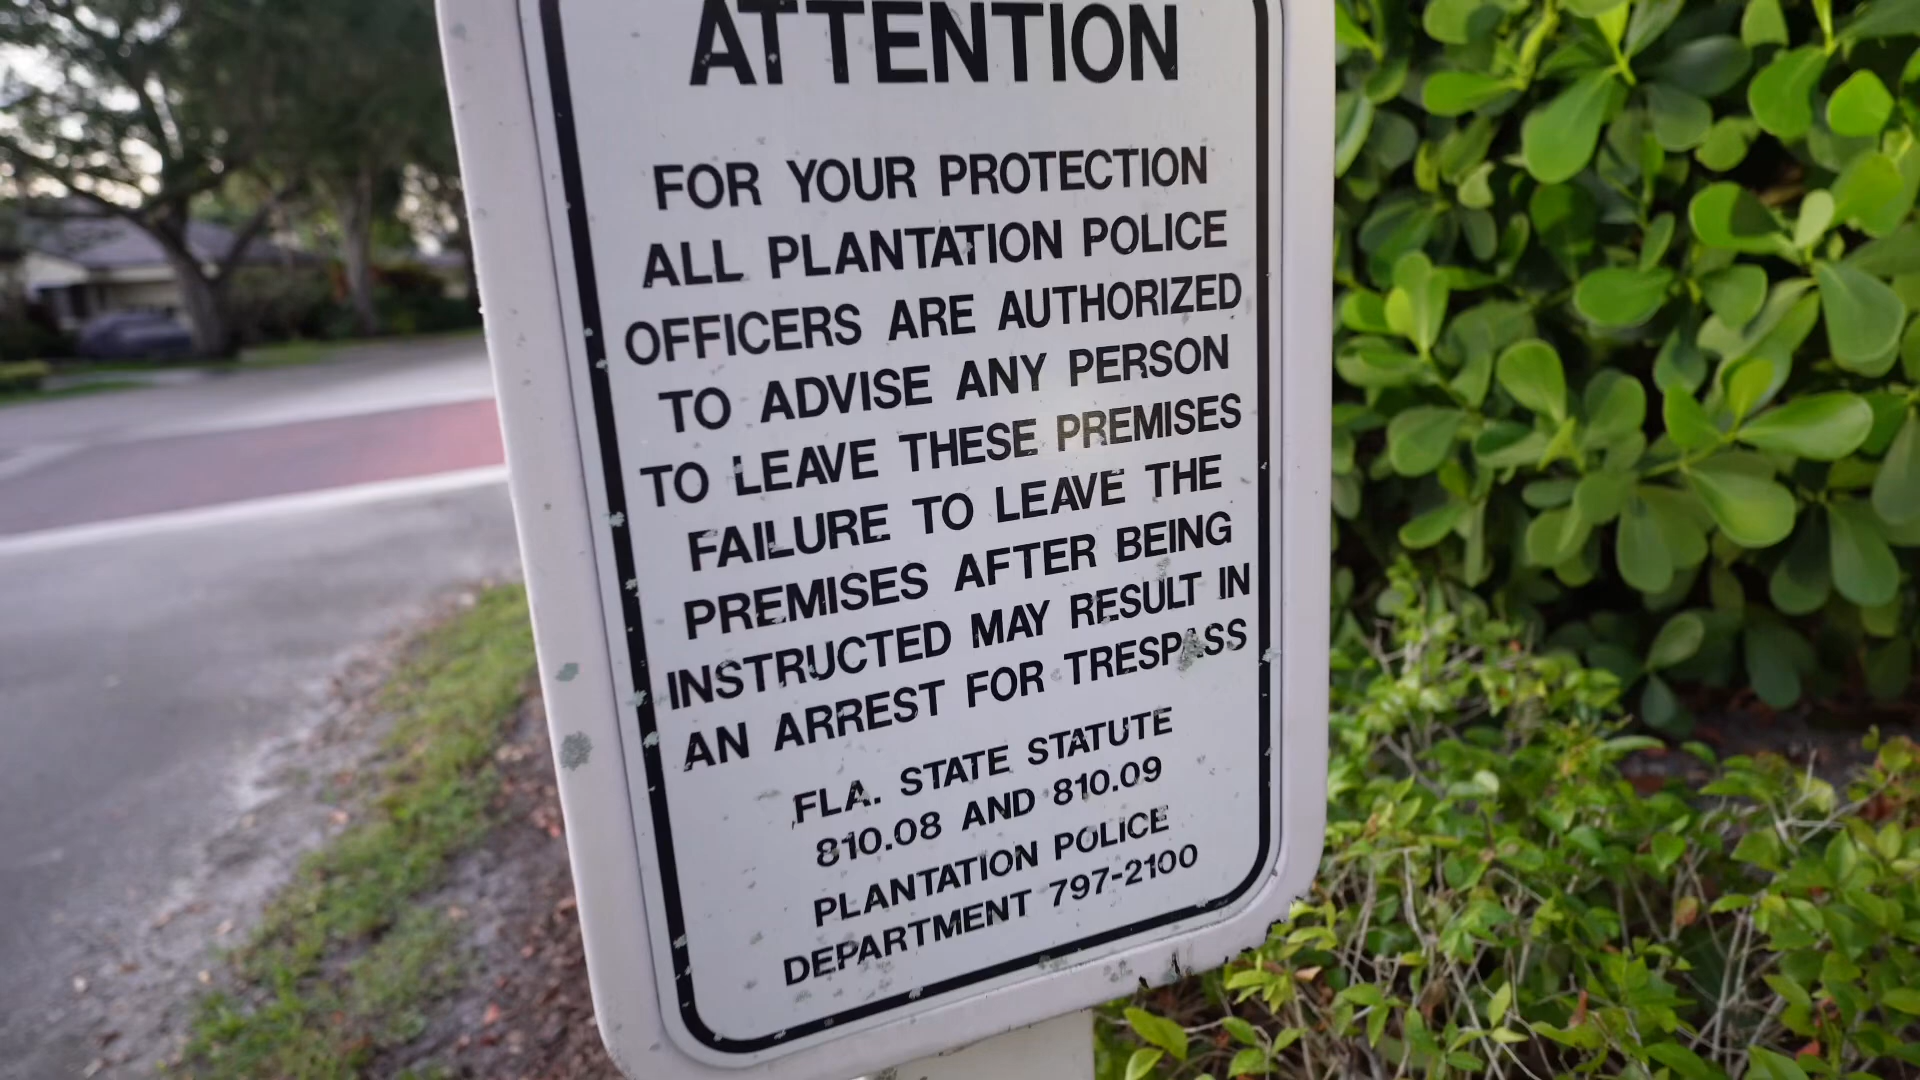 ATTENTION
FOR YOUR PROTECTION
ALL PLANTATION POLICE
OFFICERS ARE AUTHORIZED
TO ADVISE ANY PERSON
TO LEAVE THESE PREMISES
FAILURE TO LEAVE THE
PREMISES AFTER BEING
INSTRUCTED MAY RESULT IN
AN ARREST FOR TRESPASS
FLA. STATE STATUTE
810.08 AND 810.09
PLANTATION POLICE
DEPARTMENT 797-2100